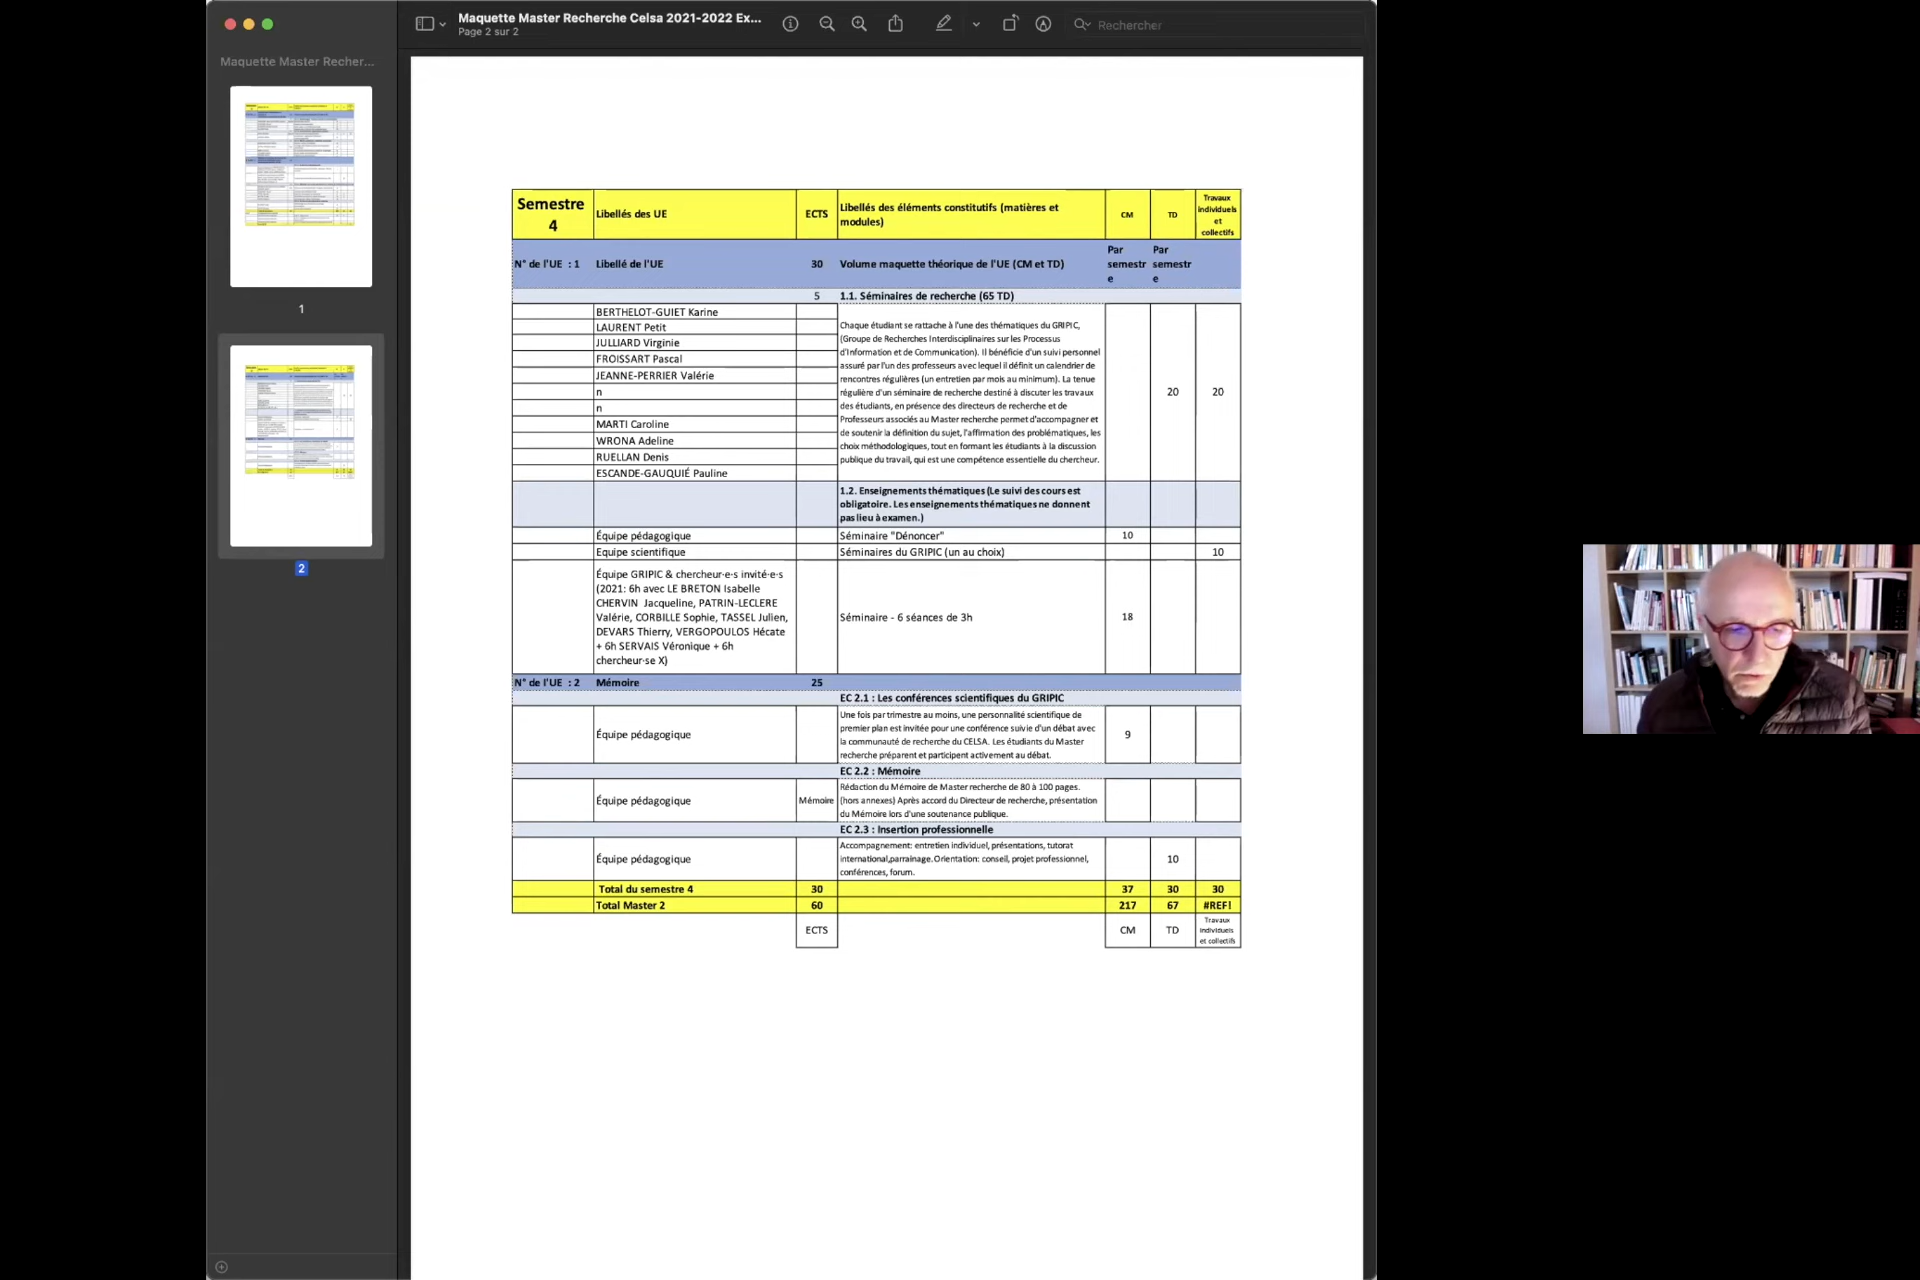 Maquette Master Recherche Celsa 2021-2022 Ex...
Page 2 sur 2
Rechercher
Maquette Master Recher...
1
2
Semestre 4
Libellés des UE
ECTS
Libellés des éléments constitutifs (matières et modules)
CM
TD
Travaux individuels et collectifs
N° de l'UE : 1
Libellé de l'UE
30
Volume maquette théorique de l'UE (CM et TD)
Par semestre
Par semestre
5
1.1. Séminaires de recherche (65 TD)
BERTHELOT-GUIET Karine
LAURENT Petit
JULLIARD Virginie
FROISSART Pascal
JEANNE-PERRIER Valérie
n
n
MARTI Caroline
WRONA Adeline
RUELLAN Denis
ESCANDE-GAUQUIÉ Pauline
Chaque étudiant se rattache à l'une des thématiques du GRIPIC,
(Groupe de Recherches Interdisciplinaires sur les Processus
d'Information et de Communication). Il bénéficie d'un suivi personnel
assuré par l'un des professeurs avec lequel il définit un calendrier de
rencontres régulières (un entretien par mois au minimum). La tenue
régulière d'un séminaire de recherche destiné à discuter les travaux
des étudiants, en présence des directeurs de recherche et de
Professeurs associés au Master recherche permet d'accompagner et
de soutenir la définition du sujet, l'affirmation des problématiques, les
choix méthodologiques, tout en formant les étudiants à la discussion
publique du travail, qui est une compétence essentielle du chercheur.
20
20
1.2. Enseignements thématiques (Le suivi des cours est
obligatoire. Les enseignements thématiques ne donnent
pas lieu à examen.)
Équipe pédagogique
Séminaire "Dénoncer"
10
Equipe scientifique
Séminaires du GRIPIC (un au choix)
10
Équipe GRIPIC & chercheur·e·s invité·e·s
(2021: 6h avec LE BRETON Isabelle
CHERVIN Jacqueline, PATRIN-LECLERE
Valérie, CORBILLE Sophie, TASSEL Julien,
DEVARS Thierry, VERGOPOULOS Hécate
+ 6h SERVAIS Véronique + 6h
chercheur·se X)
Séminaire - 6 séances de 3h
18
N° de l'UE : 2
Mémoire
25
EC 2.1 : Les conférences scientifiques du GRIPIC
Équipe pédagogique
Une fois par trimestre au moins, une personnalité scientifique de
premier plan est invitée pour une conférence suivie d'un débat avec
la communauté de recherche du CELSA. Les étudiants du Master
recherche préparent et participent activement au débat.
9
EC 2.2 : Mémoire
Équipe pédagogique
Mémoire
Rédaction du Mémoire de Master recherche de 80 à 100 pages.
(hors annexes) Après accord du Directeur de recherche, présentation
du Mémoire lors d'une soutenance publique.
EC 2.3 : Insertion professionnelle
Équipe pédagogique
Accompagnement: entretien individuel, présentations, tutorat
international,parrainage. Orientation: conseil, projet professionnel,
conférences, forum.
10
Total du semestre 4
30
37
30
30
Total Master 2
60
217
67
#REF!
ECTS
CM
TD
Travaux individuels et collectifs